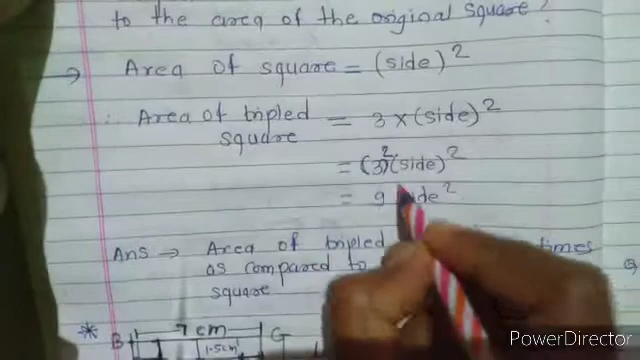 to the area of the original square?
→ Area of square = (side)²
∴ Area of tripled square = 3 × (side)²
= (3)²(side)²
= 9 side²
Ans → Area of tripled times
as compared to
square
* B 7 cm G
1.5cm
PowerDirector